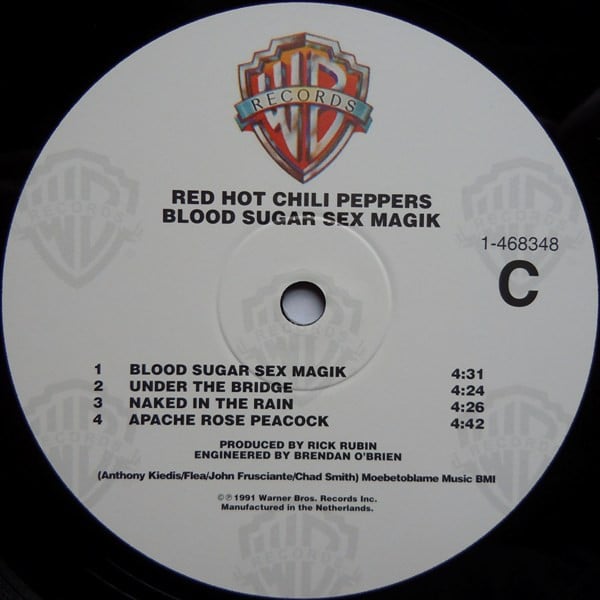 WB
RECORDS
RED HOT CHILI PEPPERS
BLOOD SUGAR SEX MAGIK
1-468348
C
1 BLOOD SUGAR SEX MAGIK 4:31
2 UNDER THE BRIDGE 4:24
3 NAKED IN THE RAIN 4:26
4 APACHE ROSE PEACOCK 4:42
PRODUCED BY RICK RUBIN
ENGINEERED BY BRENDAN O'BRIEN
(Anthony Kiedis/Flea/John Frusciante/Chad Smith) Moebetoblame Music BMI
©℗1991 Warner Bros. Records Inc.
Manufactured in the Netherlands.